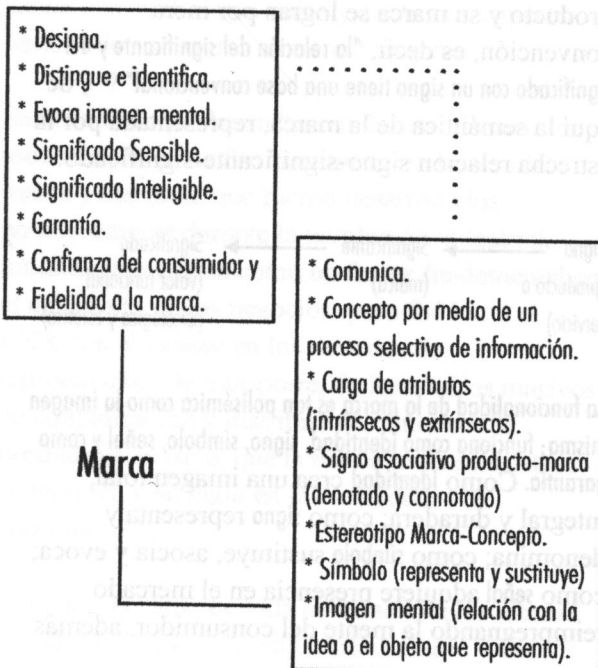 * Designa.
* Distingue e identifica.
* Evoca imagen mental.
* Significado Sensible.
* Significado Inteligible.
* Garantía.
* Confianza del consumidor y
* Fidelidad a la marca.
Marca
* Comunica.
* Concepto por medio de un
proceso selectivo de información.
* Carga de atributos
(intrínsecos y extrínsecos).
* Signo asociativo producto-marca
(denotado y connotado)
*Estereotipo Marca-Concepto.
* Símbolo (representa y sustituye)
*Imagen mental (relación con la
idea o el objeto que representa).